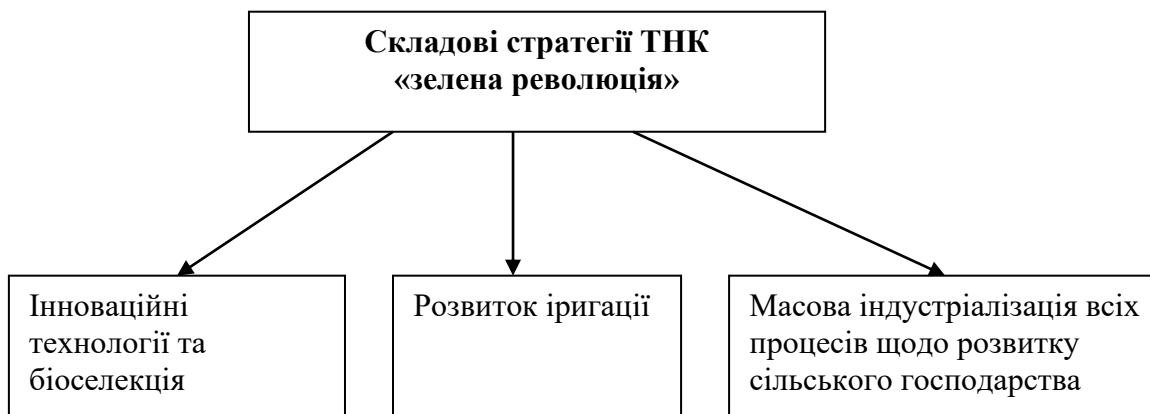 Складові стратегії ТНК
«зелена революція»
Інноваційні
технології та
біоселекція
Розвиток іригації
Масова індустріалізація всіх
процесів щодо розвитку
сільського господарства